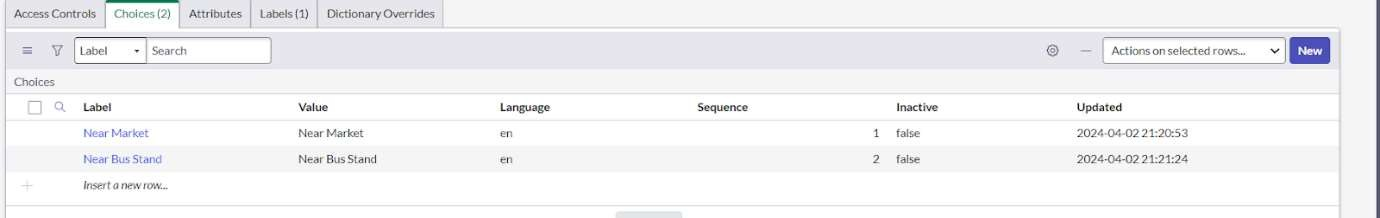 Access Controls Choices (2) Attributes Labels (1) Dictionary Overrides
Label Search Actions on selected rows... New
Choices
Label Value Language Sequence Inactive Updated
Near Market Near Market en 1 false 2024-04-02 21:20:53
Near Bus Stand Near Bus Stand en 2 false 2024-04-02 21:21:24
Insert a new row...